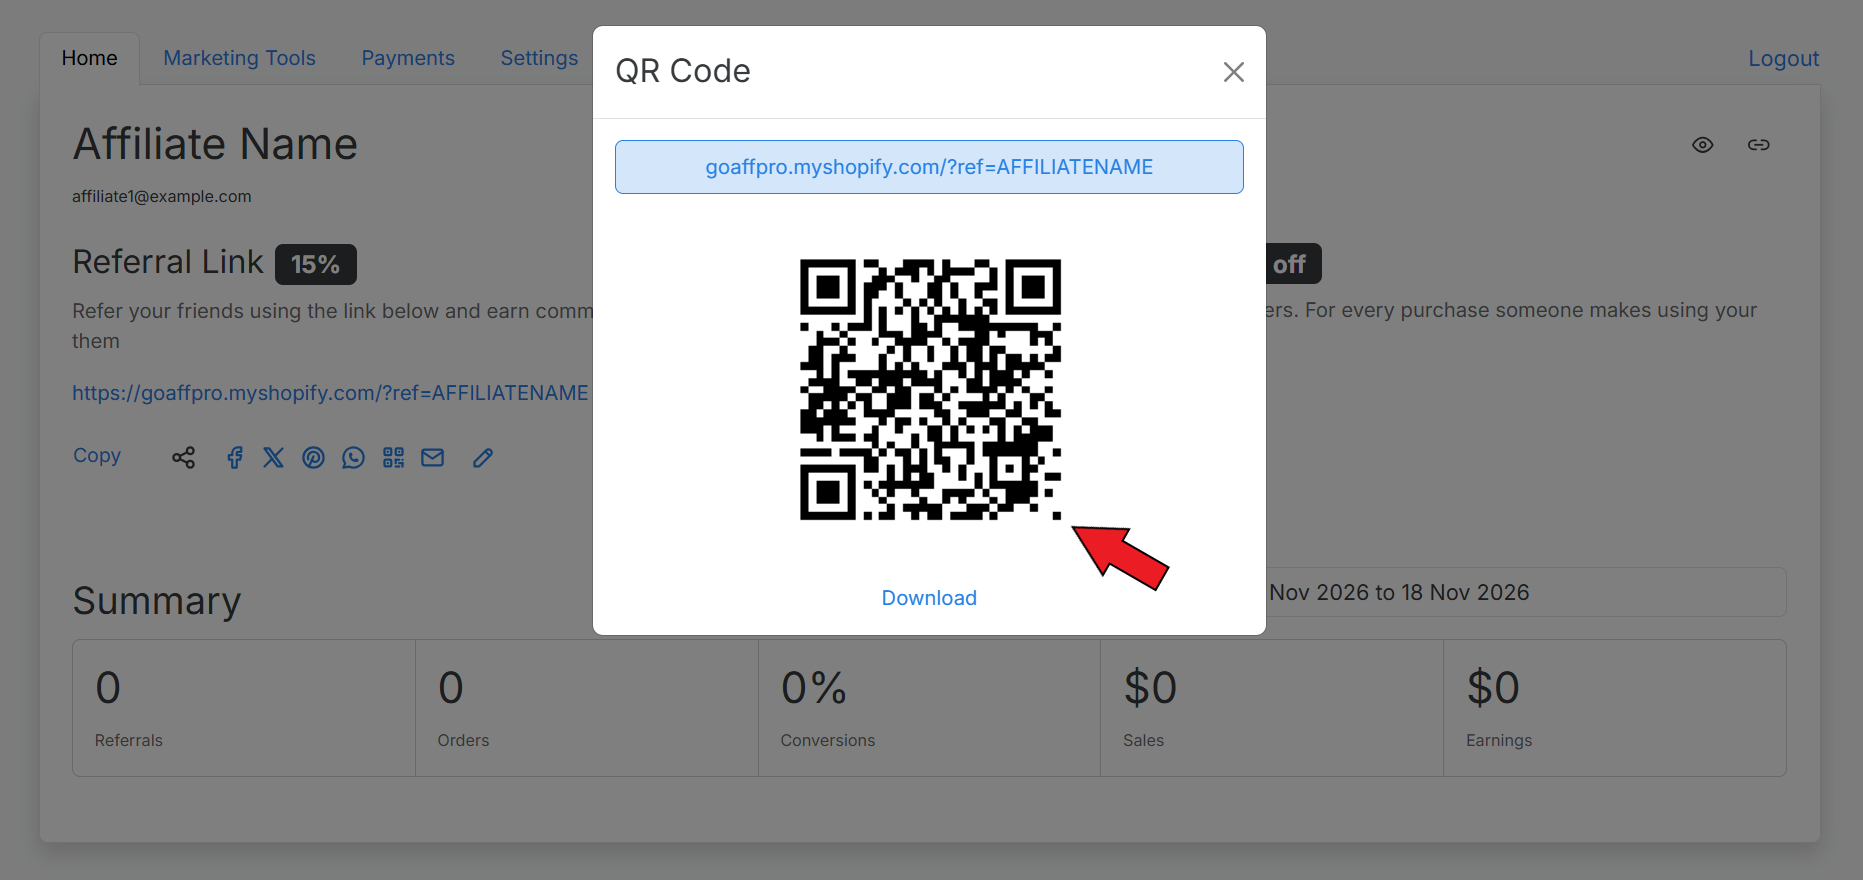 Home Marketing Tools Payments Settings Logout
QR Code
goaffpro.myshopify.com/?ref=AFFILIATENAME
Download
Affiliate Name
affiliate1@example.com
Referral Link 15%
Refer your friends using the link below and earn comm
them
https://goaffpro.myshopify.com/?ref=AFFILIATENAME
Copy
off
ers. For every purchase someone makes using your
Summary
Nov 2026 to 18 Nov 2026
0 0 0% $0 $0
Referrals Orders Conversions Sales Earnings